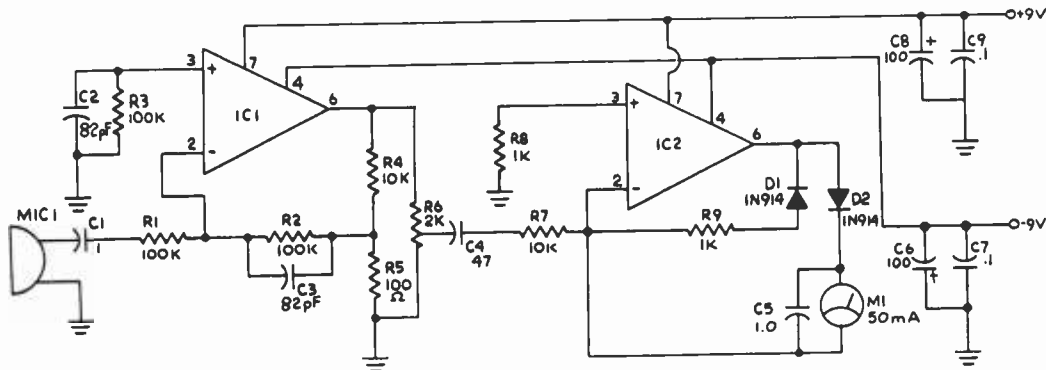 +9V
C8
+
100
C9
.1
7
3
+
4
IC1
6
C2
82pF
R3
100K
2
-
7
3
+
4
IC2
6
R8
1K
2
-
R4
10K
D1
1N914
D2
1N914
R6
2K
-9V
MIC1
C1
1
R1
100K
R2
100K
C4
47
R7
10K
R9
1K
C6
100
+
C7
.1
C3
82pF
R5
100
Ω
C5
1.0
M1
50mA